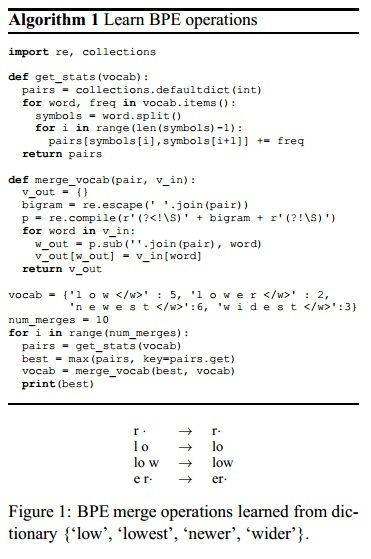 Algorithm 1 Learn BPE operations
import re, collections
def get_stats(vocab):
pairs = collections.defaultdict(int)
for word, freq in vocab.items():
symbols = word.split()
for i in range(len(symbols)-1):
pairs[symbols[i],symbols[i+1]] += freq
return pairs
def merge_vocab(pair, v_in):
v_out = {}
bigram = re.escape(' '.join(pair))
p = re.compile(r'(?<!\S)' + bigram + r'(?!\S)')
for word in v_in:
w_out = p.sub(''.join(pair), word)
v_out[w_out] = v_in[word]
return v_out
vocab = {'l o w </w>' : 5, 'l o w e r </w>' : 2,
'n e w e s t </w>':6, 'w i d e s t </w>':3}
num_merges = 10
for i in range(num_merges):
pairs = get_stats(vocab)
best = max(pairs, key=pairs.get)
vocab = merge_vocab(best, vocab)
print(best)
r · → r·
l o → lo
lo w → low
e r· → er·
Figure 1: BPE merge operations learned from dic-
tionary {‘low’, ‘lowest’, ‘newer’, ‘wider’}.